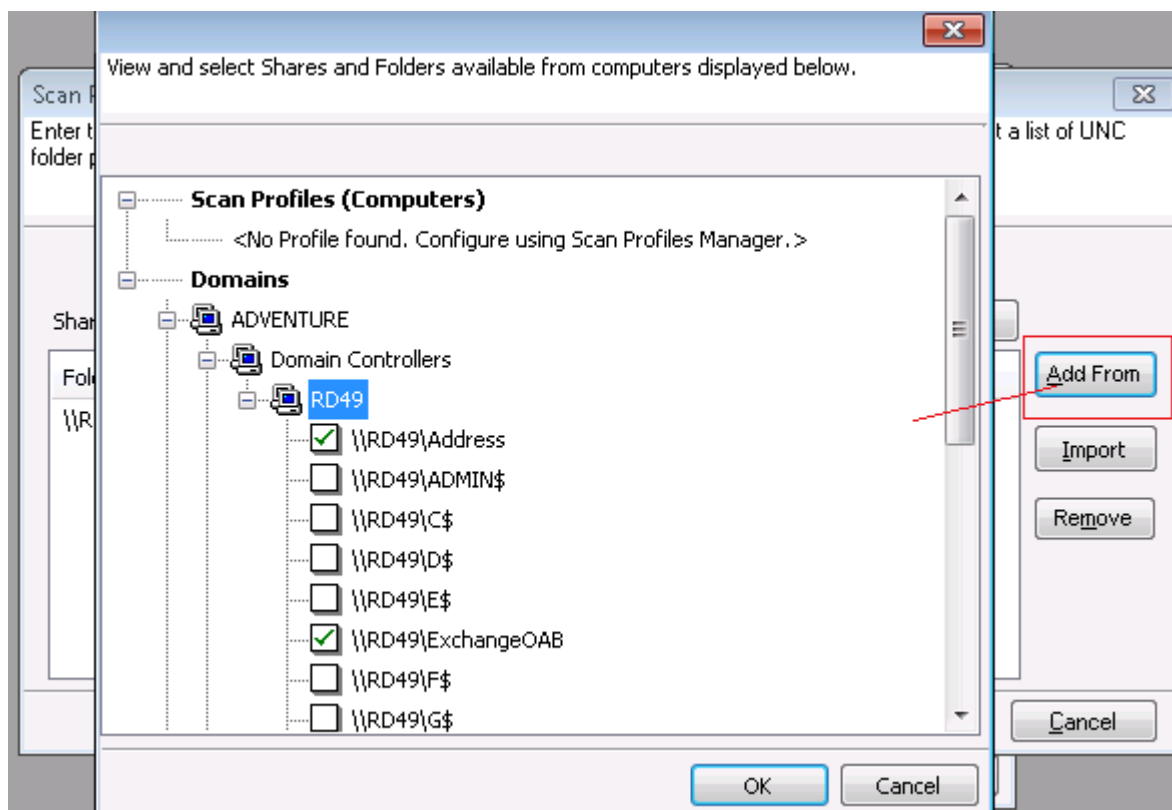 View and select Shares and Folders available from computers displayed below.
Scan
Enter t
t a list of UNC
folder p
Scan Profiles (Computers)
<No Profile found. Configure using Scan Profiles Manager.>
Domains
ADVENTURE
Shar
Domain Controllers
Add From
Fol
RD49
\\R
\\RD49\Address
Import
\\RD49\ADMIN$
\\RD49\C$
Remove
\\RD49\D$
\\RD49\E$
\\RD49\ExchangeOAB
\\RD49\F$
\\RD49\G$
Cancel
OK
Cancel